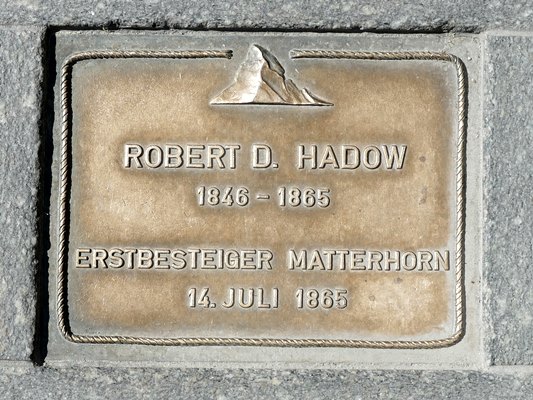 ROBERT D. HADOW
1846 - 1865
ERSTBESTEIGER MATTERHORN
14. JULI 1865